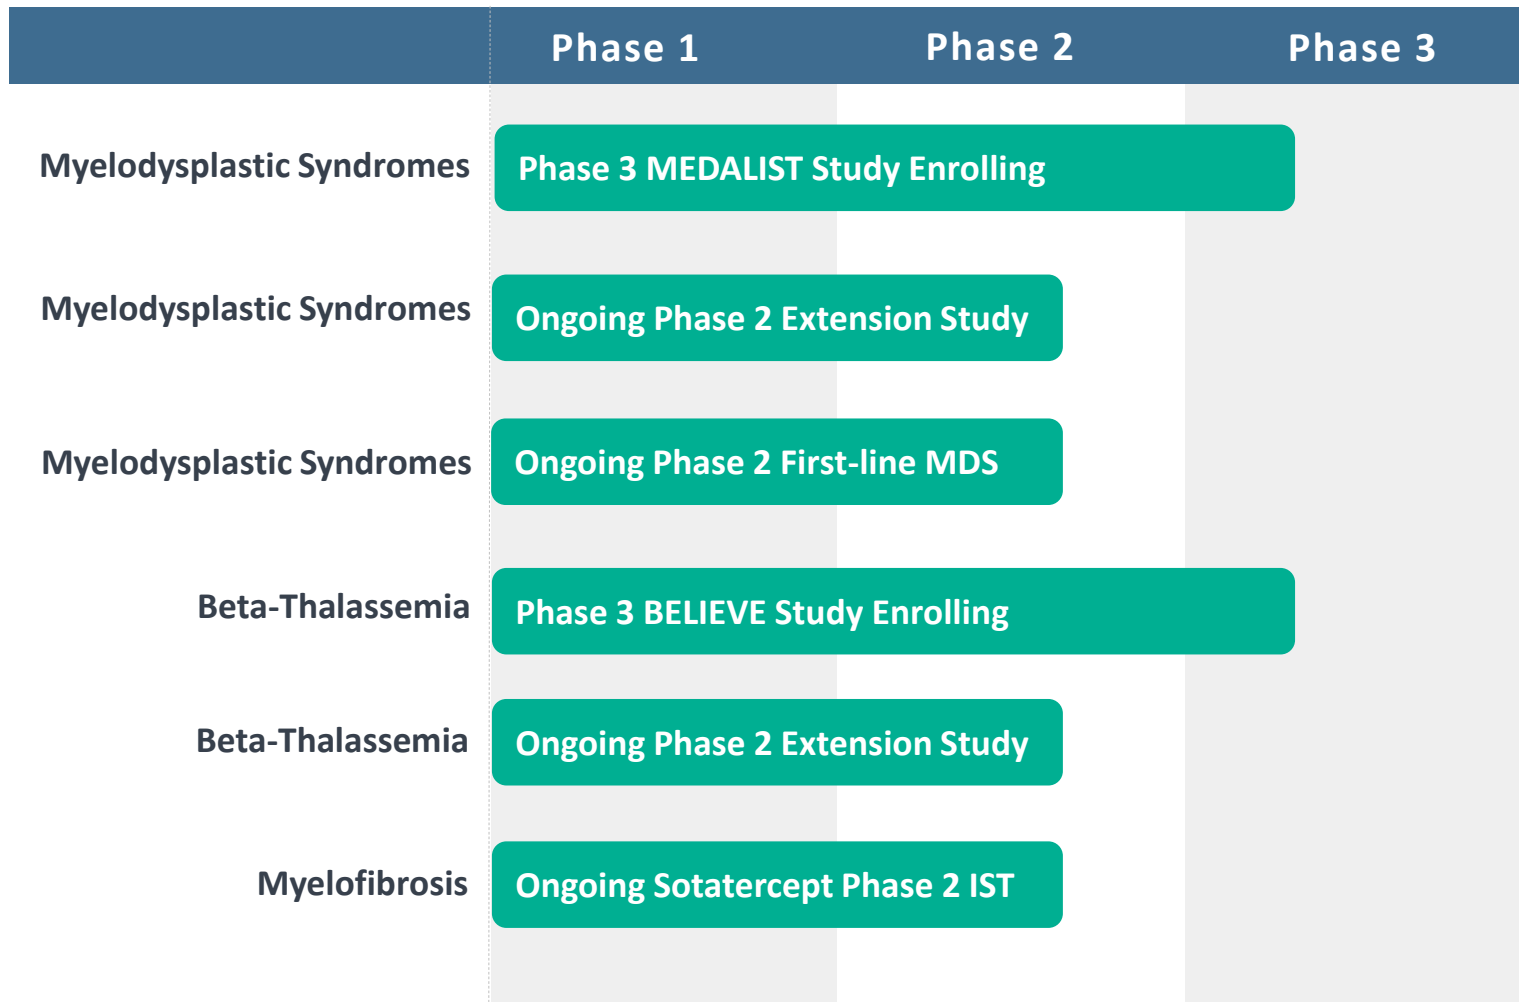 Phase 1 Phase 2 Phase 3
Myelodysplastic Syndromes Phase 3 MEDALIST Study Enrolling
Myelodysplastic Syndromes Ongoing Phase 2 Extension Study
Myelodysplastic Syndromes Ongoing Phase 2 First-line MDS
Beta-Thalassemia Phase 3 BELIEVE Study Enrolling
Beta-Thalassemia Ongoing Phase 2 Extension Study
Myelofibrosis Ongoing Sotatercept Phase 2 IST